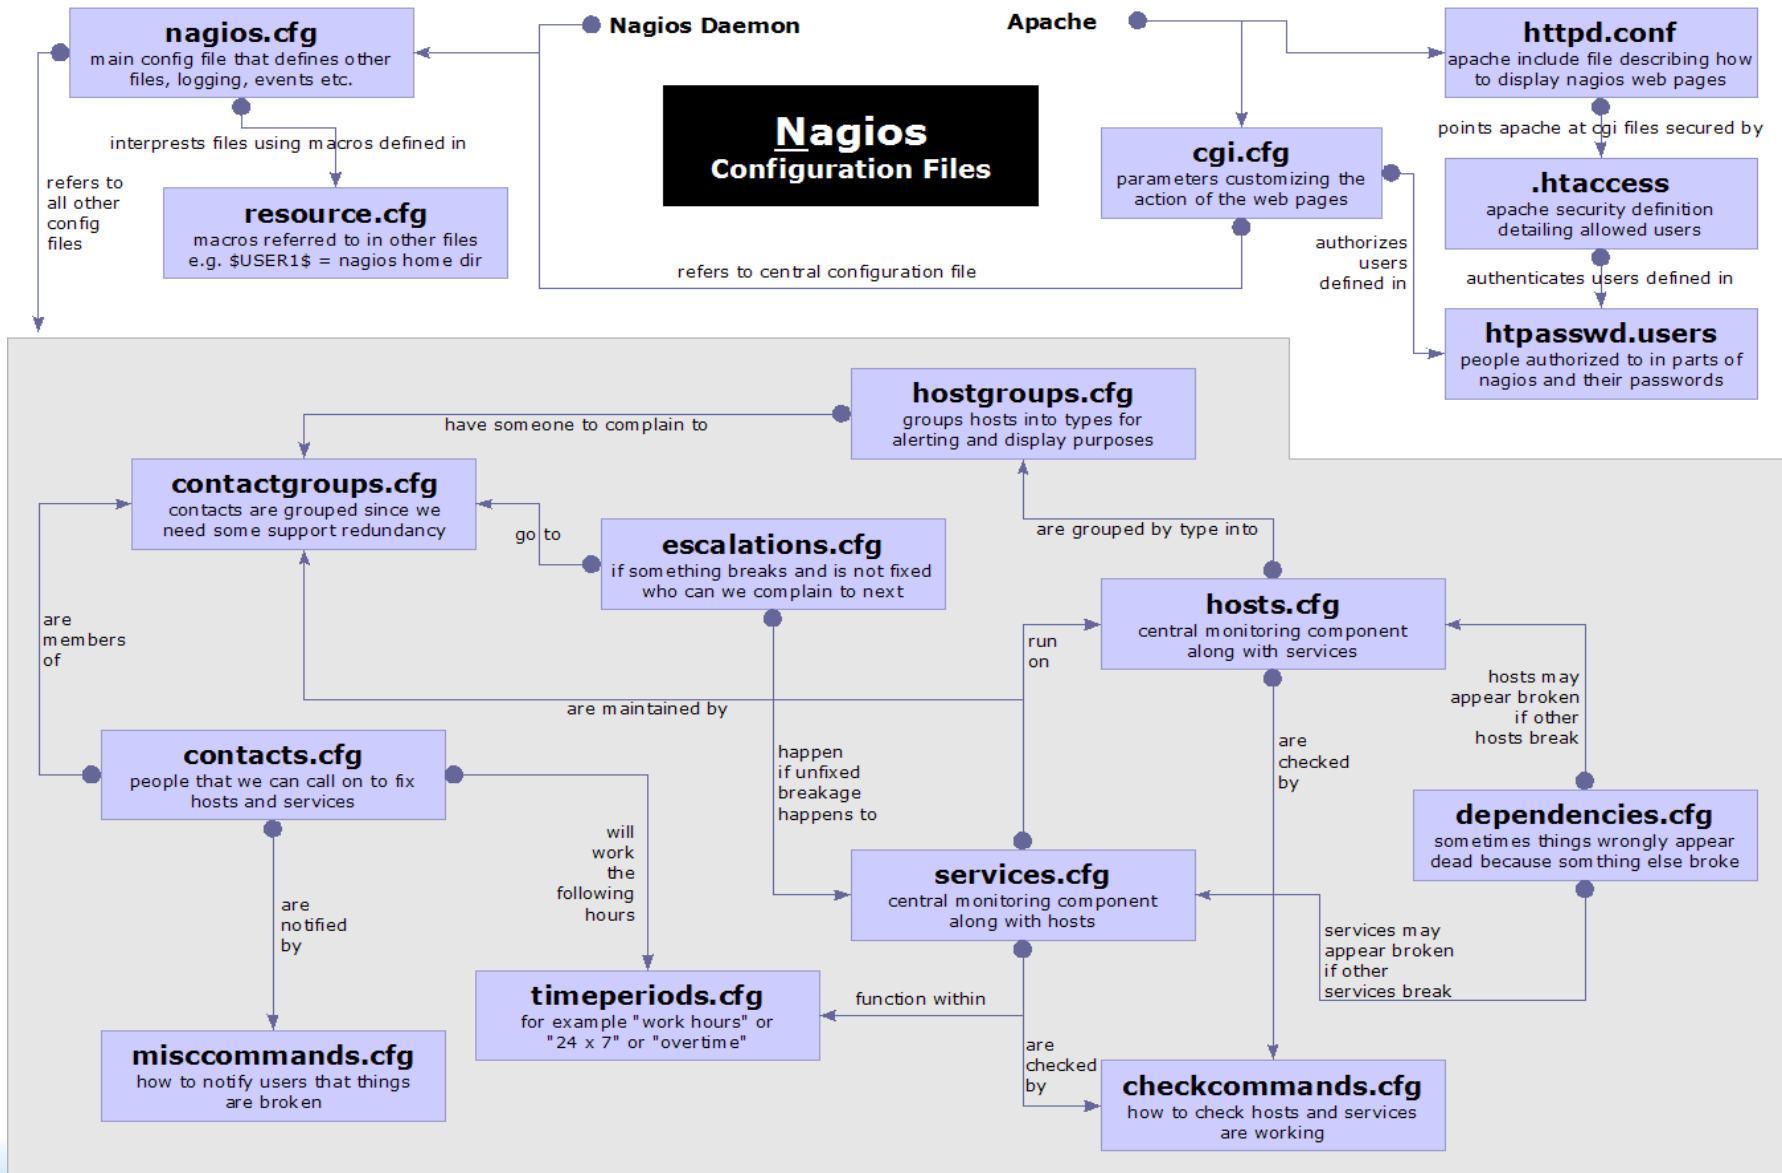 nagios.cfg
main config file that defines other
files, logging, events etc.
Nagios Daemon
Apache
httpd.conf
apache include file describing how
to display nagios web pages
Nagios
Configuration Files
interprests files using macros defined in
points apache at cgi files secured by
cgi.cfg
parameters customizing the
action of the web pages
refers to
all other
config
files
resource.cfg
macros referred to in other files
e.g. $USER1$ = nagios home dir
.htaccess
apache security definition
detailing allowed users
refers to central configuration file
authorizes
users
defined in
authenticates users defined in
htpasswd.users
people authorized to in parts of
nagios and their passwords
hostgroups.cfg
groups hosts into types for
alerting and display purposes
have someone to complain to
contactgroups.cfg
contacts are grouped since we
need some support redundancy
go to
escalations.cfg
if something breaks and is not fixed
who can we complain to next
are grouped by type into
hosts.cfg
central monitoring component
along with services
are
members
of
run
on
hosts may
appear broken
if other
hosts break
are maintained by
contacts.cfg
people that we can call on to fix
hosts and services
happen
if unfixed
breakage
happens to
are
checked
by
dependencies.cfg
sometimes things wrongly appear
dead because somthing else broke
will
work
the
following
hours
services.cfg
central monitoring component
along with hosts
are
notified
by
services may
appear broken
if other
services break
timeperiods.cfg
for example "work hours" or
"24 x 7" or "overtime"
function within
misccommands.cfg
how to notify users that things
are broken
are
checked
by
checkcommands.cfg
how to check hosts and services
are working